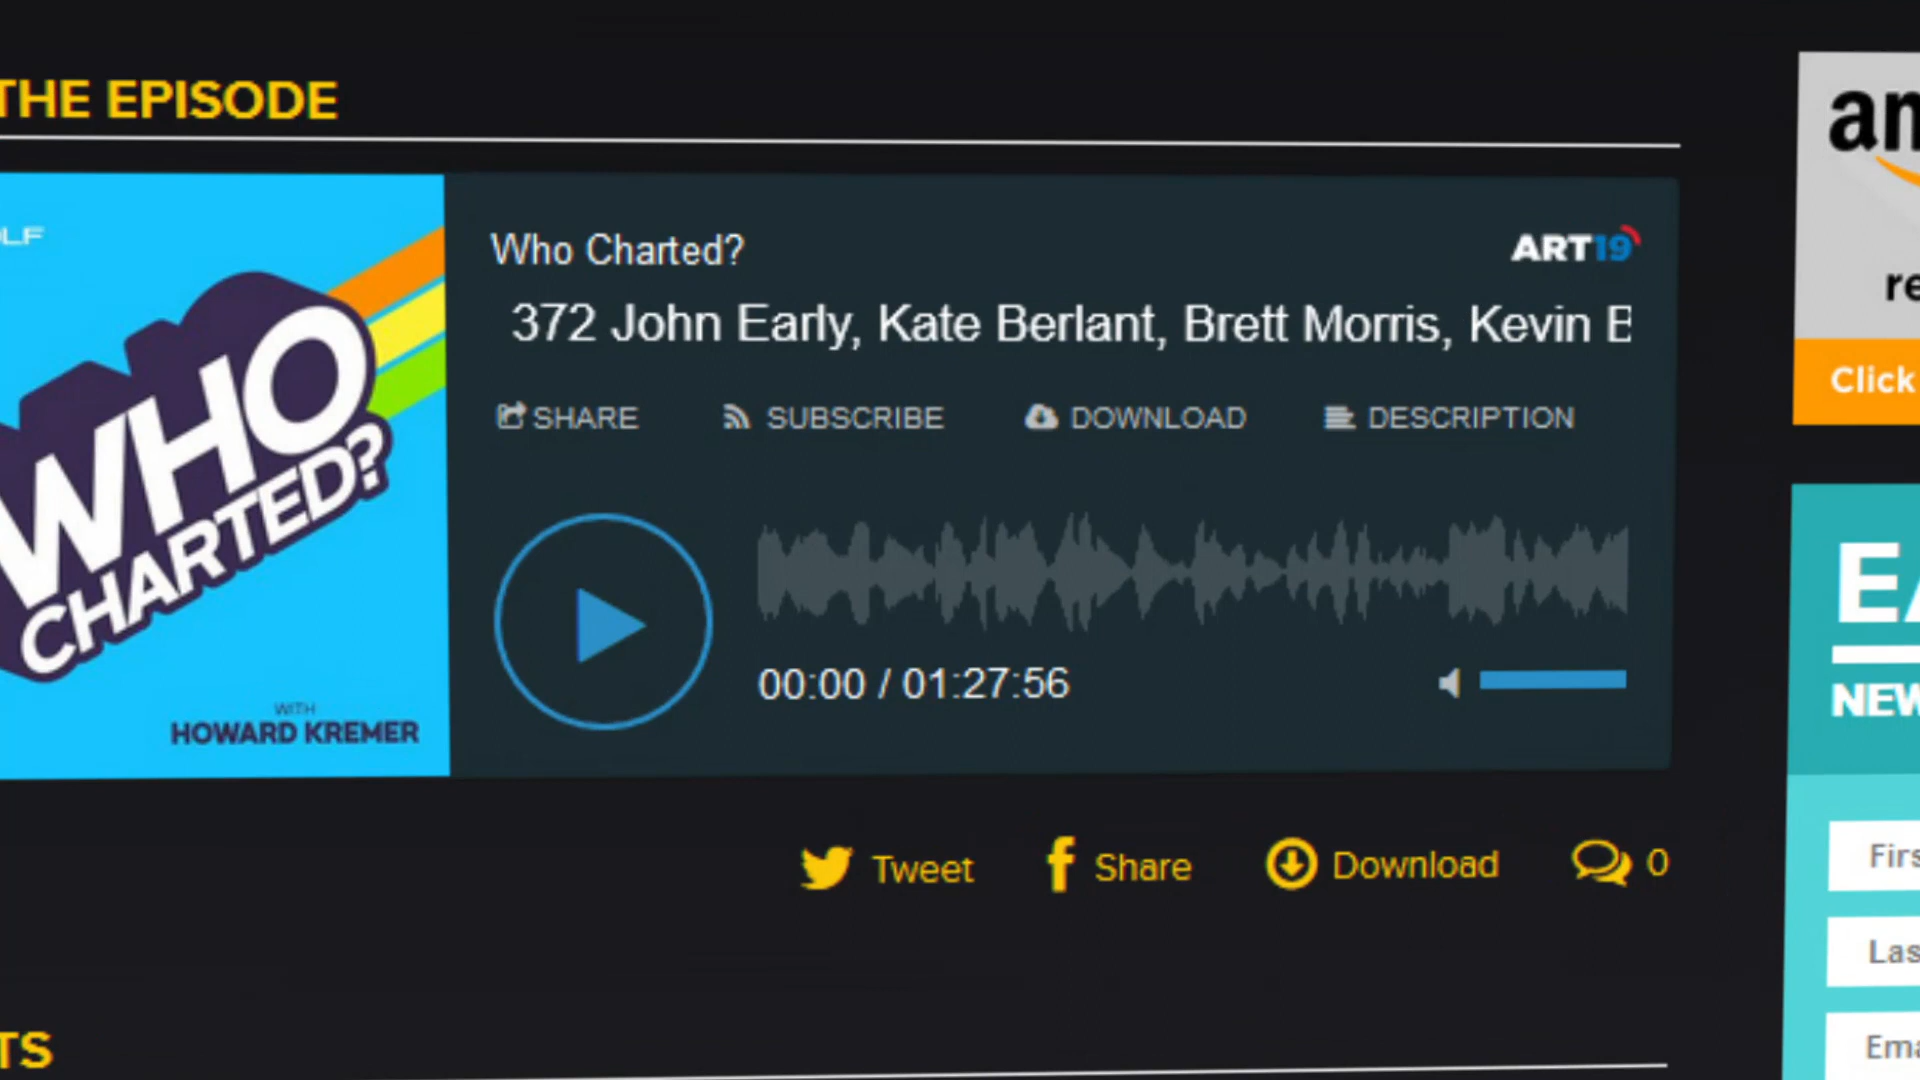 THE EPISODE
Who Charted?
ART19
372 John Early, Kate Berlant, Brett Morris, Kevin
SHARE SUBSCRIBE DOWNLOAD DESCRIPTION
WHO
CHARTED?
WITH
HOWARD KREMER
00:00 / 01:27:56
Tweet Share Download 0
Click
NEW